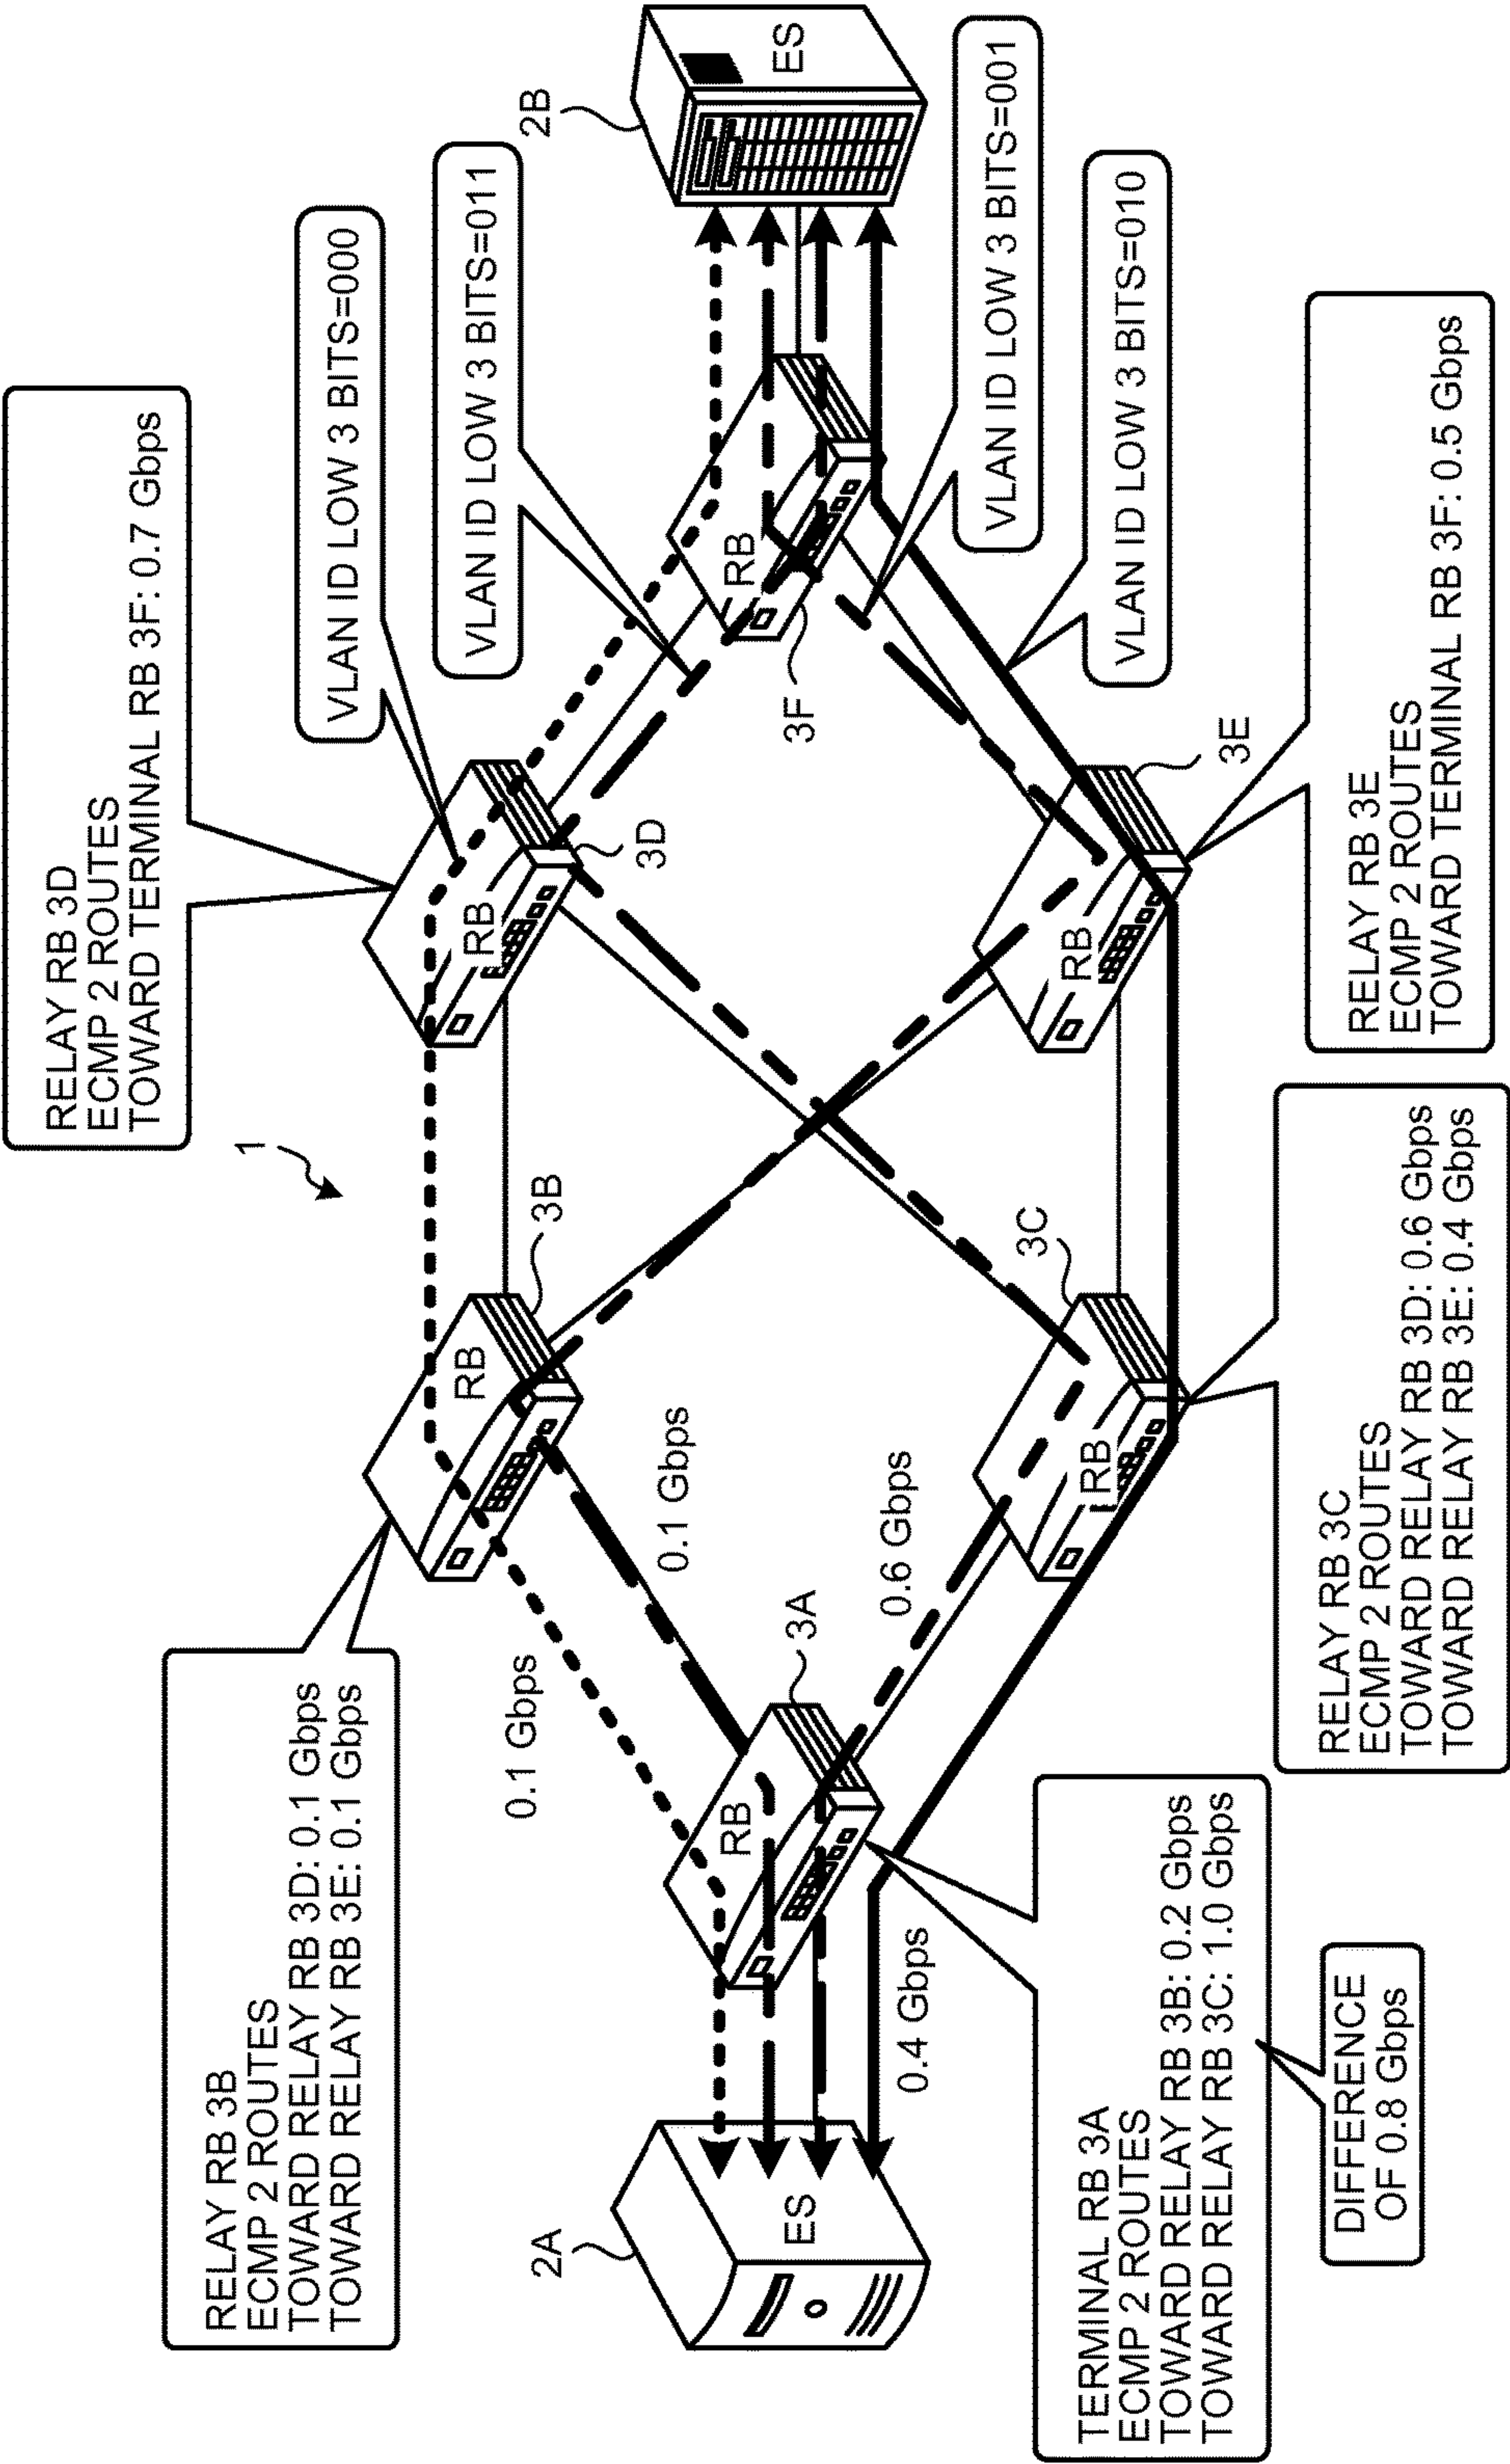 RELAY RB 3D
ECMP 2 ROUTES
TOWARD TERMINAL RB 3F: 0.7 Gbps
RELAY RB 3B
ECMP 2 ROUTES
TOWARD RELAY RB 3D: 0.1 Gbps
TOWARD RELAY RB 3E: 0.1 Gbps
1
VLAN ID LOW 3 BITS=000
VLAN ID LOW 3 BITS=011
2B
ES
RB
3B
RB
3D
0.1 Gbps
0.1 Gbps
2A
ES
RB
3A
RB
3F
VLAN ID LOW 3 BITS=001
VLAN ID LOW 3 BITS=010
0.6 Gbps
0.4 Gbps
3C
RB
RB
3E
TERMINAL RB 3A
ECMP 2 ROUTES
TOWARD RELAY RB 3B: 0.2 Gbps
TOWARD RELAY RB 3C: 1.0 Gbps
DIFFERENCE
OF 0.8 Gbps
RELAY RB 3C
ECMP 2 ROUTES
TOWARD RELAY RB 3D: 0.6 Gbps
TOWARD RELAY RB 3E: 0.4 Gbps
RELAY RB 3E
ECMP 2 ROUTES
TOWARD TERMINAL RB 3F: 0.5 Gbps